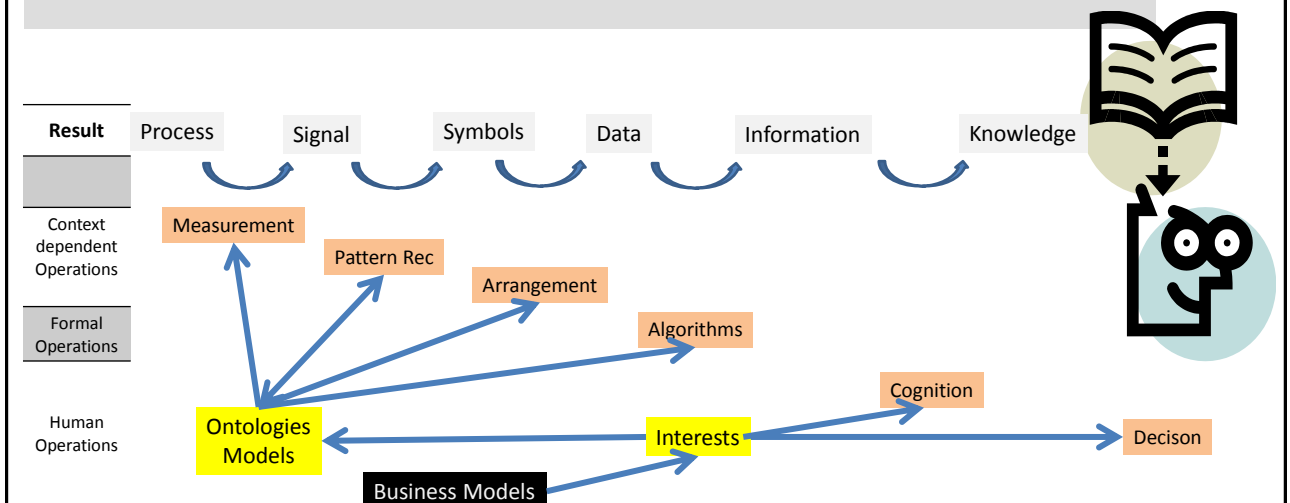 Result
Process
Signal
Symbols
Data
Information
Knowledge
Context
dependent
Operations
Measurement
Pattern Rec
Arrangement
Formal
Operations
Algorithms
Human
Operations
Cognition
Ontologies
Models
Interests
Decison
Business Models